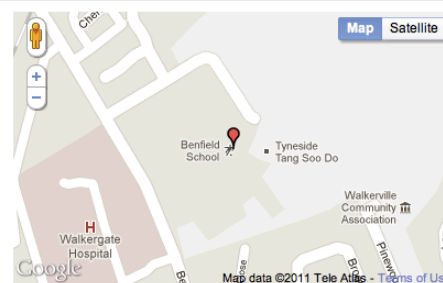 Map Satellite
Benfield
School
Tyneside
Tang Soo Do
Walkerville
Community
Association
H
Walkergate
Hospital
Google
Map data ©2011 Tele Atlas - Terms of Us